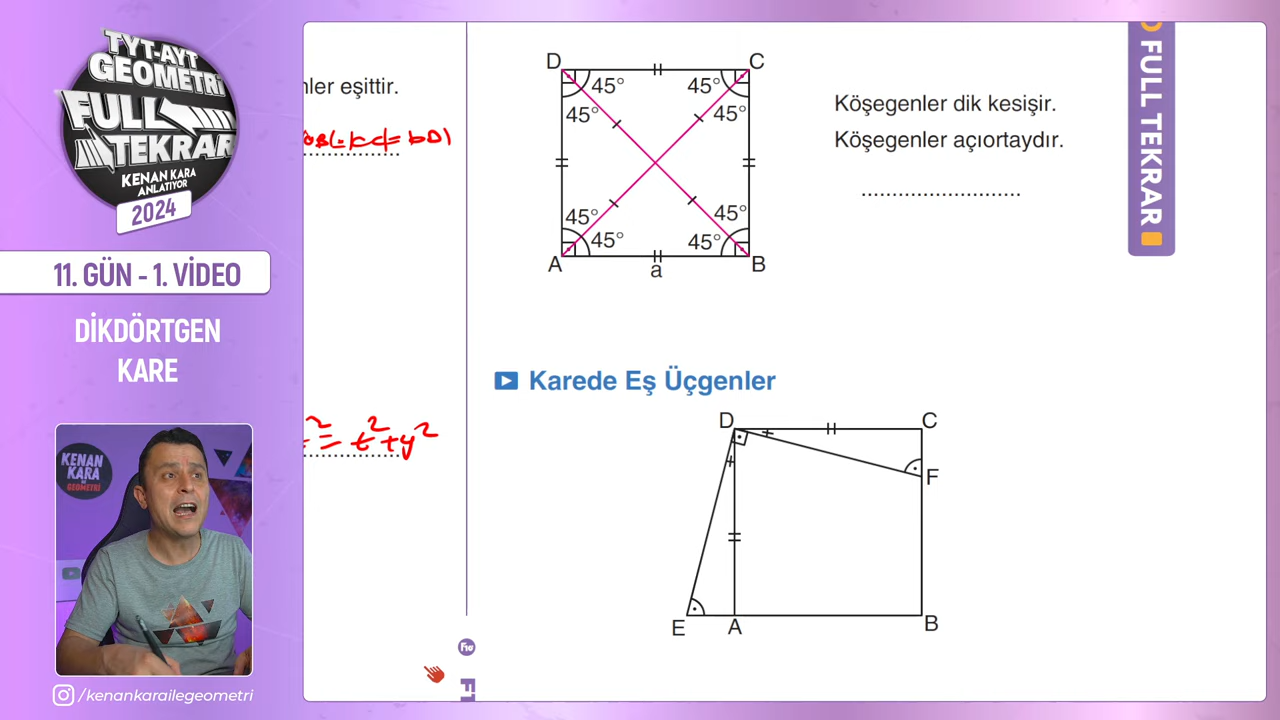 TYT-AYT
GEOMETRİ
FULL
TEKRAR
KENAN KARA
ANLATIYOR
2024
11. GÜN - 1. VİDEO
DİKDÖRTGEN
KARE
KENAN
KARA
GEOMETRİ
/kenankarailegeometri
nler eşittir.
t² + y²
D
C
45°
45°
45°
45°
45°
45°
45°
45°
A
a
B
Köşegenler dik kesişir.
Köşegenler açıortaydır.
FULL TEKRAR
Karede Eş Üçgenler
D
C
F
E
A
B